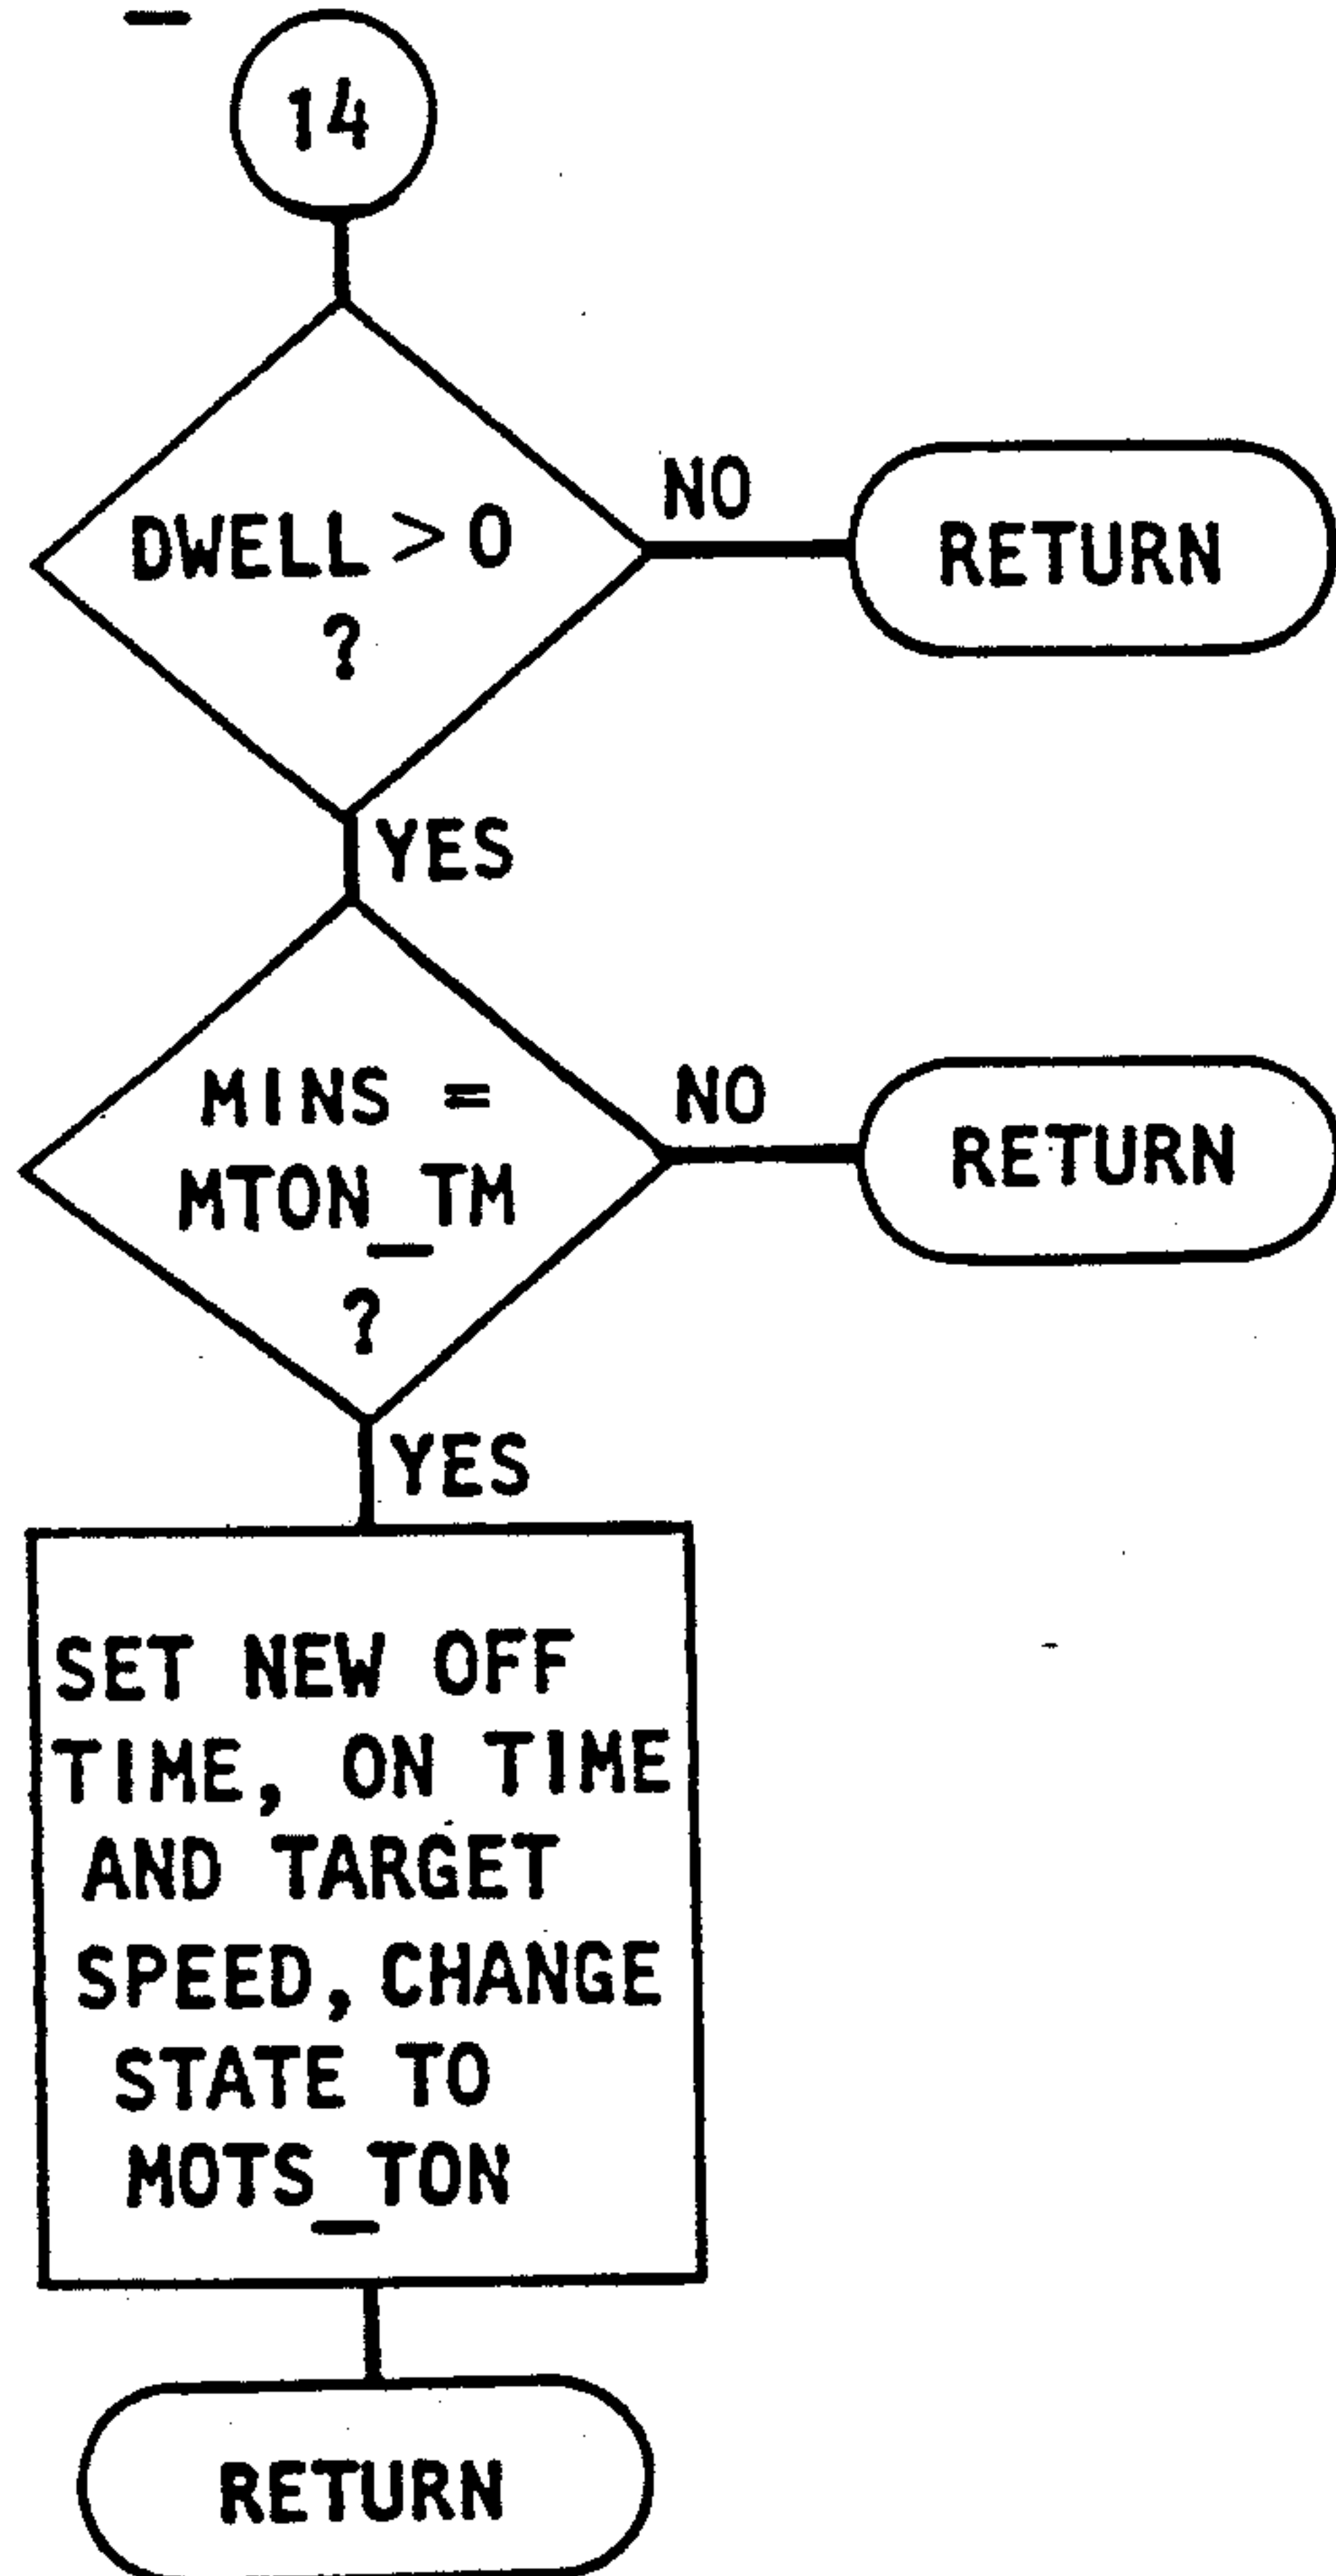 14
DWELL > 0
?
NO
RETURN
YES
MINS =
MTON_TM
?
NO
RETURN
YES
SET NEW OFF
TIME, ON TIME
AND TARGET
SPEED, CHANGE
STATE TO
MOTS_TON
RETURN